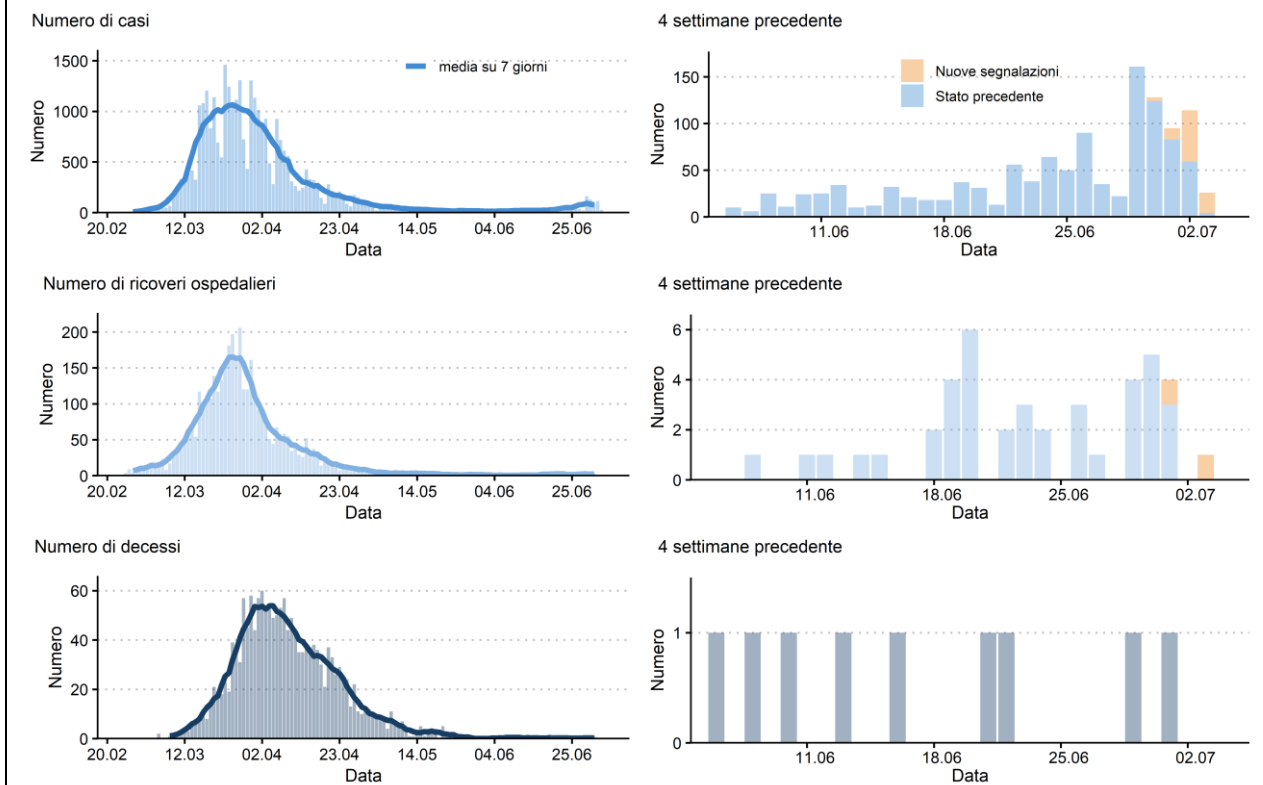 Numero di casi
4 settimane precedente
1500
1000
500
0
Numero
media su 7 giorni
20.02
12.03
02.04
23.04
14.05
04.06
25.06
Data
150
100
50
0
Numero
Nuove segnalazioni
Stato precedente
11.06
18.06
25.06
02.07
Data
Numero di ricoveri ospedalieri
4 settimane precedente
200
150
100
50
0
Numero
20.02
12.03
02.04
23.04
14.05
04.06
25.06
Data
6
4
2
0
Numero
11.06
18.06
25.06
02.07
Data
Numero di decessi
4 settimane precedente
60
40
20
0
Numero
20.02
12.03
02.04
23.04
14.05
04.06
25.06
Data
1
0
Numero
11.06
18.06
25.06
02.07
Data